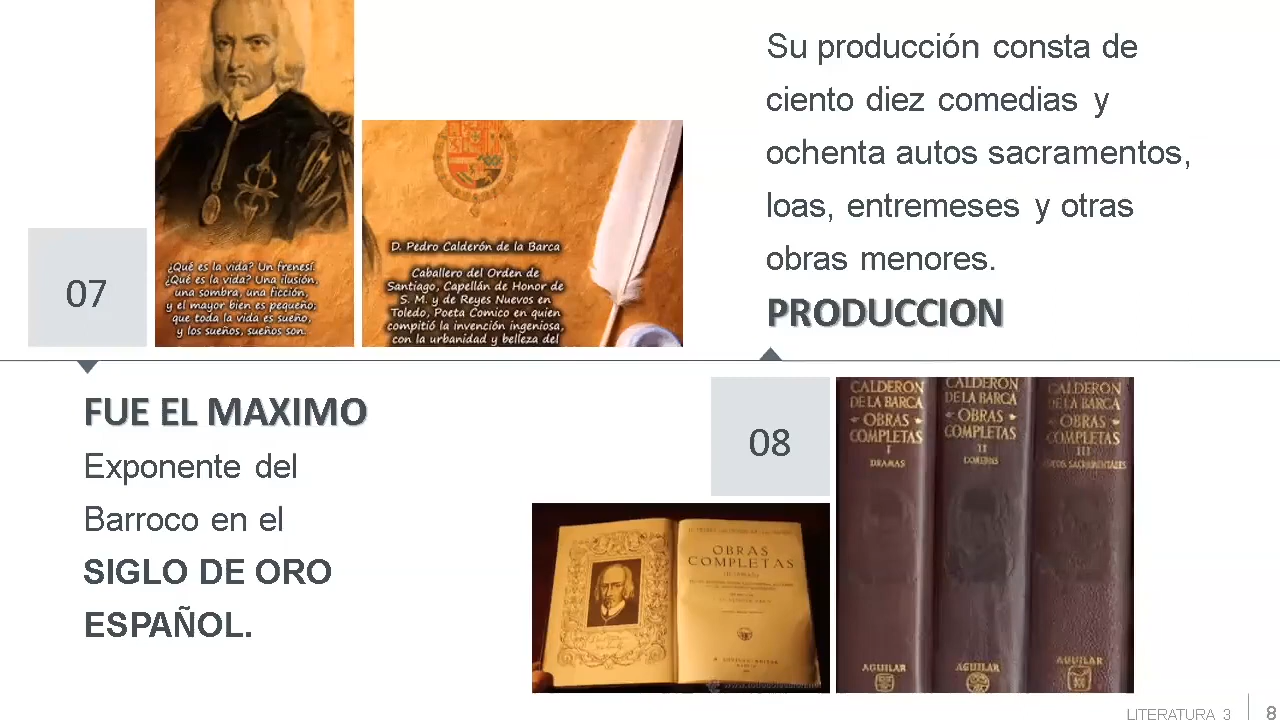 07
¿Qué es la vida? Un frenesí.
¿Qué es la vida? Una ilusión,
una sombra, una ficción,
y el mayor bien es pequeño;
que toda la vida es sueño,
y los sueños, sueños son.
D. Pedro Calderón de la Barca
Caballero del Orden de
Santiago, Capellán de Honor de
S. M. y de Reyes Nuevos en
Toledo, Poeta Comico en quien
compitió la invención ingeniosa,
con la urbanidad y belleza del
FUE EL MAXIMO
Exponente del
Barroco en el
SIGLO DE ORO
ESPAÑOL.
Su producción consta de
ciento diez comedias y
ochenta autos sacramentos,
loas, entremeses y otras
obras menores.
PRODUCCION
08
OBRAS
COMPLETAS
CALDERON
DE LA BARCA
OBRAS
COMPLETAS
I
DRAMAS
AGUILAR
CALDERON
DE LA BARCA
OBRAS
COMPLETAS
II
COMEDIAS
AGUILAR
CALDERON
DE LA BARCA
OBRAS
COMPLETAS
III
AUTOS SACRAMENTALES
AGUILAR
LITERATURA 3
8